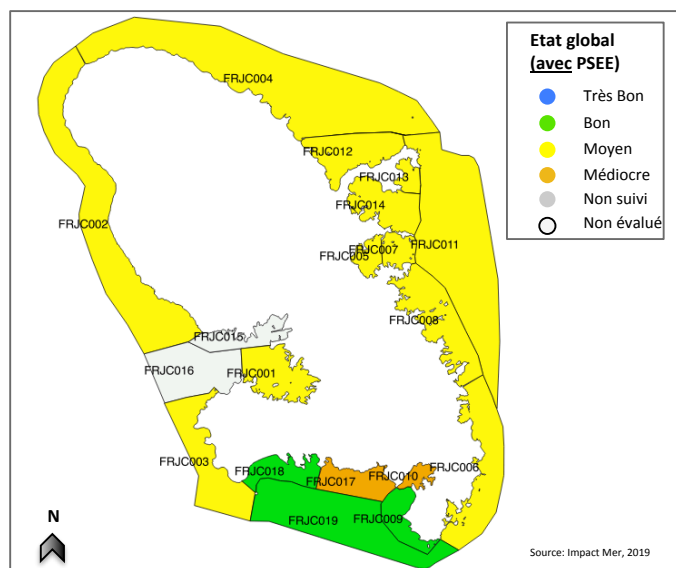 Etat global
(avec PSEE)
Très Bon
Bon
Moyen
Médiocre
Non suivi
Non évalué
FRJC004
FRJC012
FRJC013
FRJC014
FRJC002
FRJC007
FRJC011
FRJC005
FRJC008
FRJC015
FRJC016
FRJC001
FRJC003
FRJC018
FRJC017
FRJC010
FRJC006
FRJC019
FRJC009
N
Source: Impact Mer, 2019